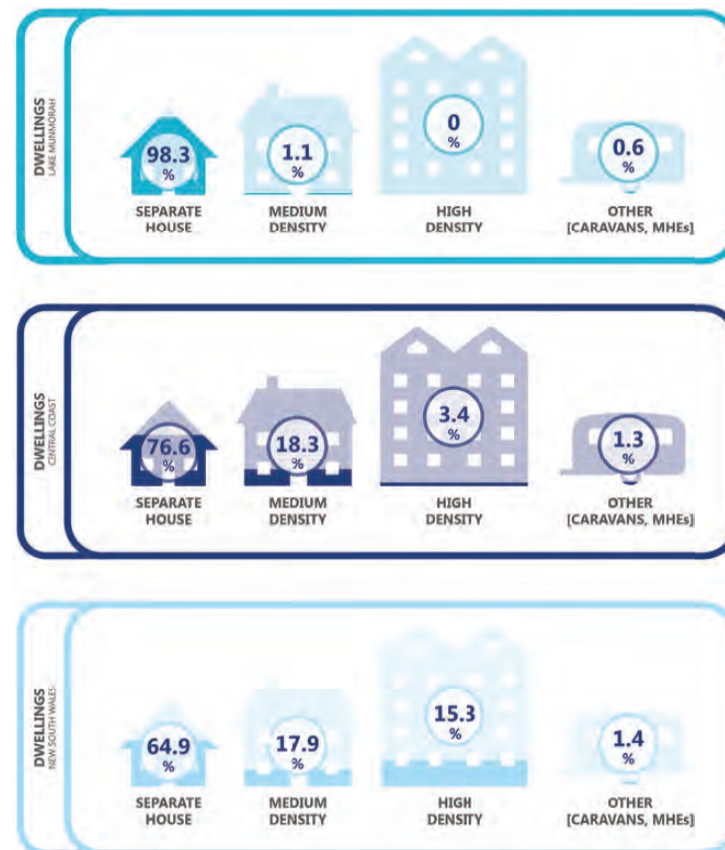 DWELLINGS
LAKE MUNMORAH
98.3
%
1.1
%
0
%
0.6
%
SEPARATE
HOUSE
MEDIUM
DENSITY
HIGH
DENSITY
OTHER
[CARAVANS, MHEs]
DWELLINGS
CENTRAL COAST
76.6
%
18.3
%
3.4
%
1.3
%
SEPARATE
HOUSE
MEDIUM
DENSITY
HIGH
DENSITY
OTHER
[CARAVANS, MHEs]
DWELLINGS
NEW SOUTH WALES
64.9
%
17.9
%
15.3
%
1.4
%
SEPARATE
HOUSE
MEDIUM
DENSITY
HIGH
DENSITY
OTHER
[CARAVANS, MHEs]